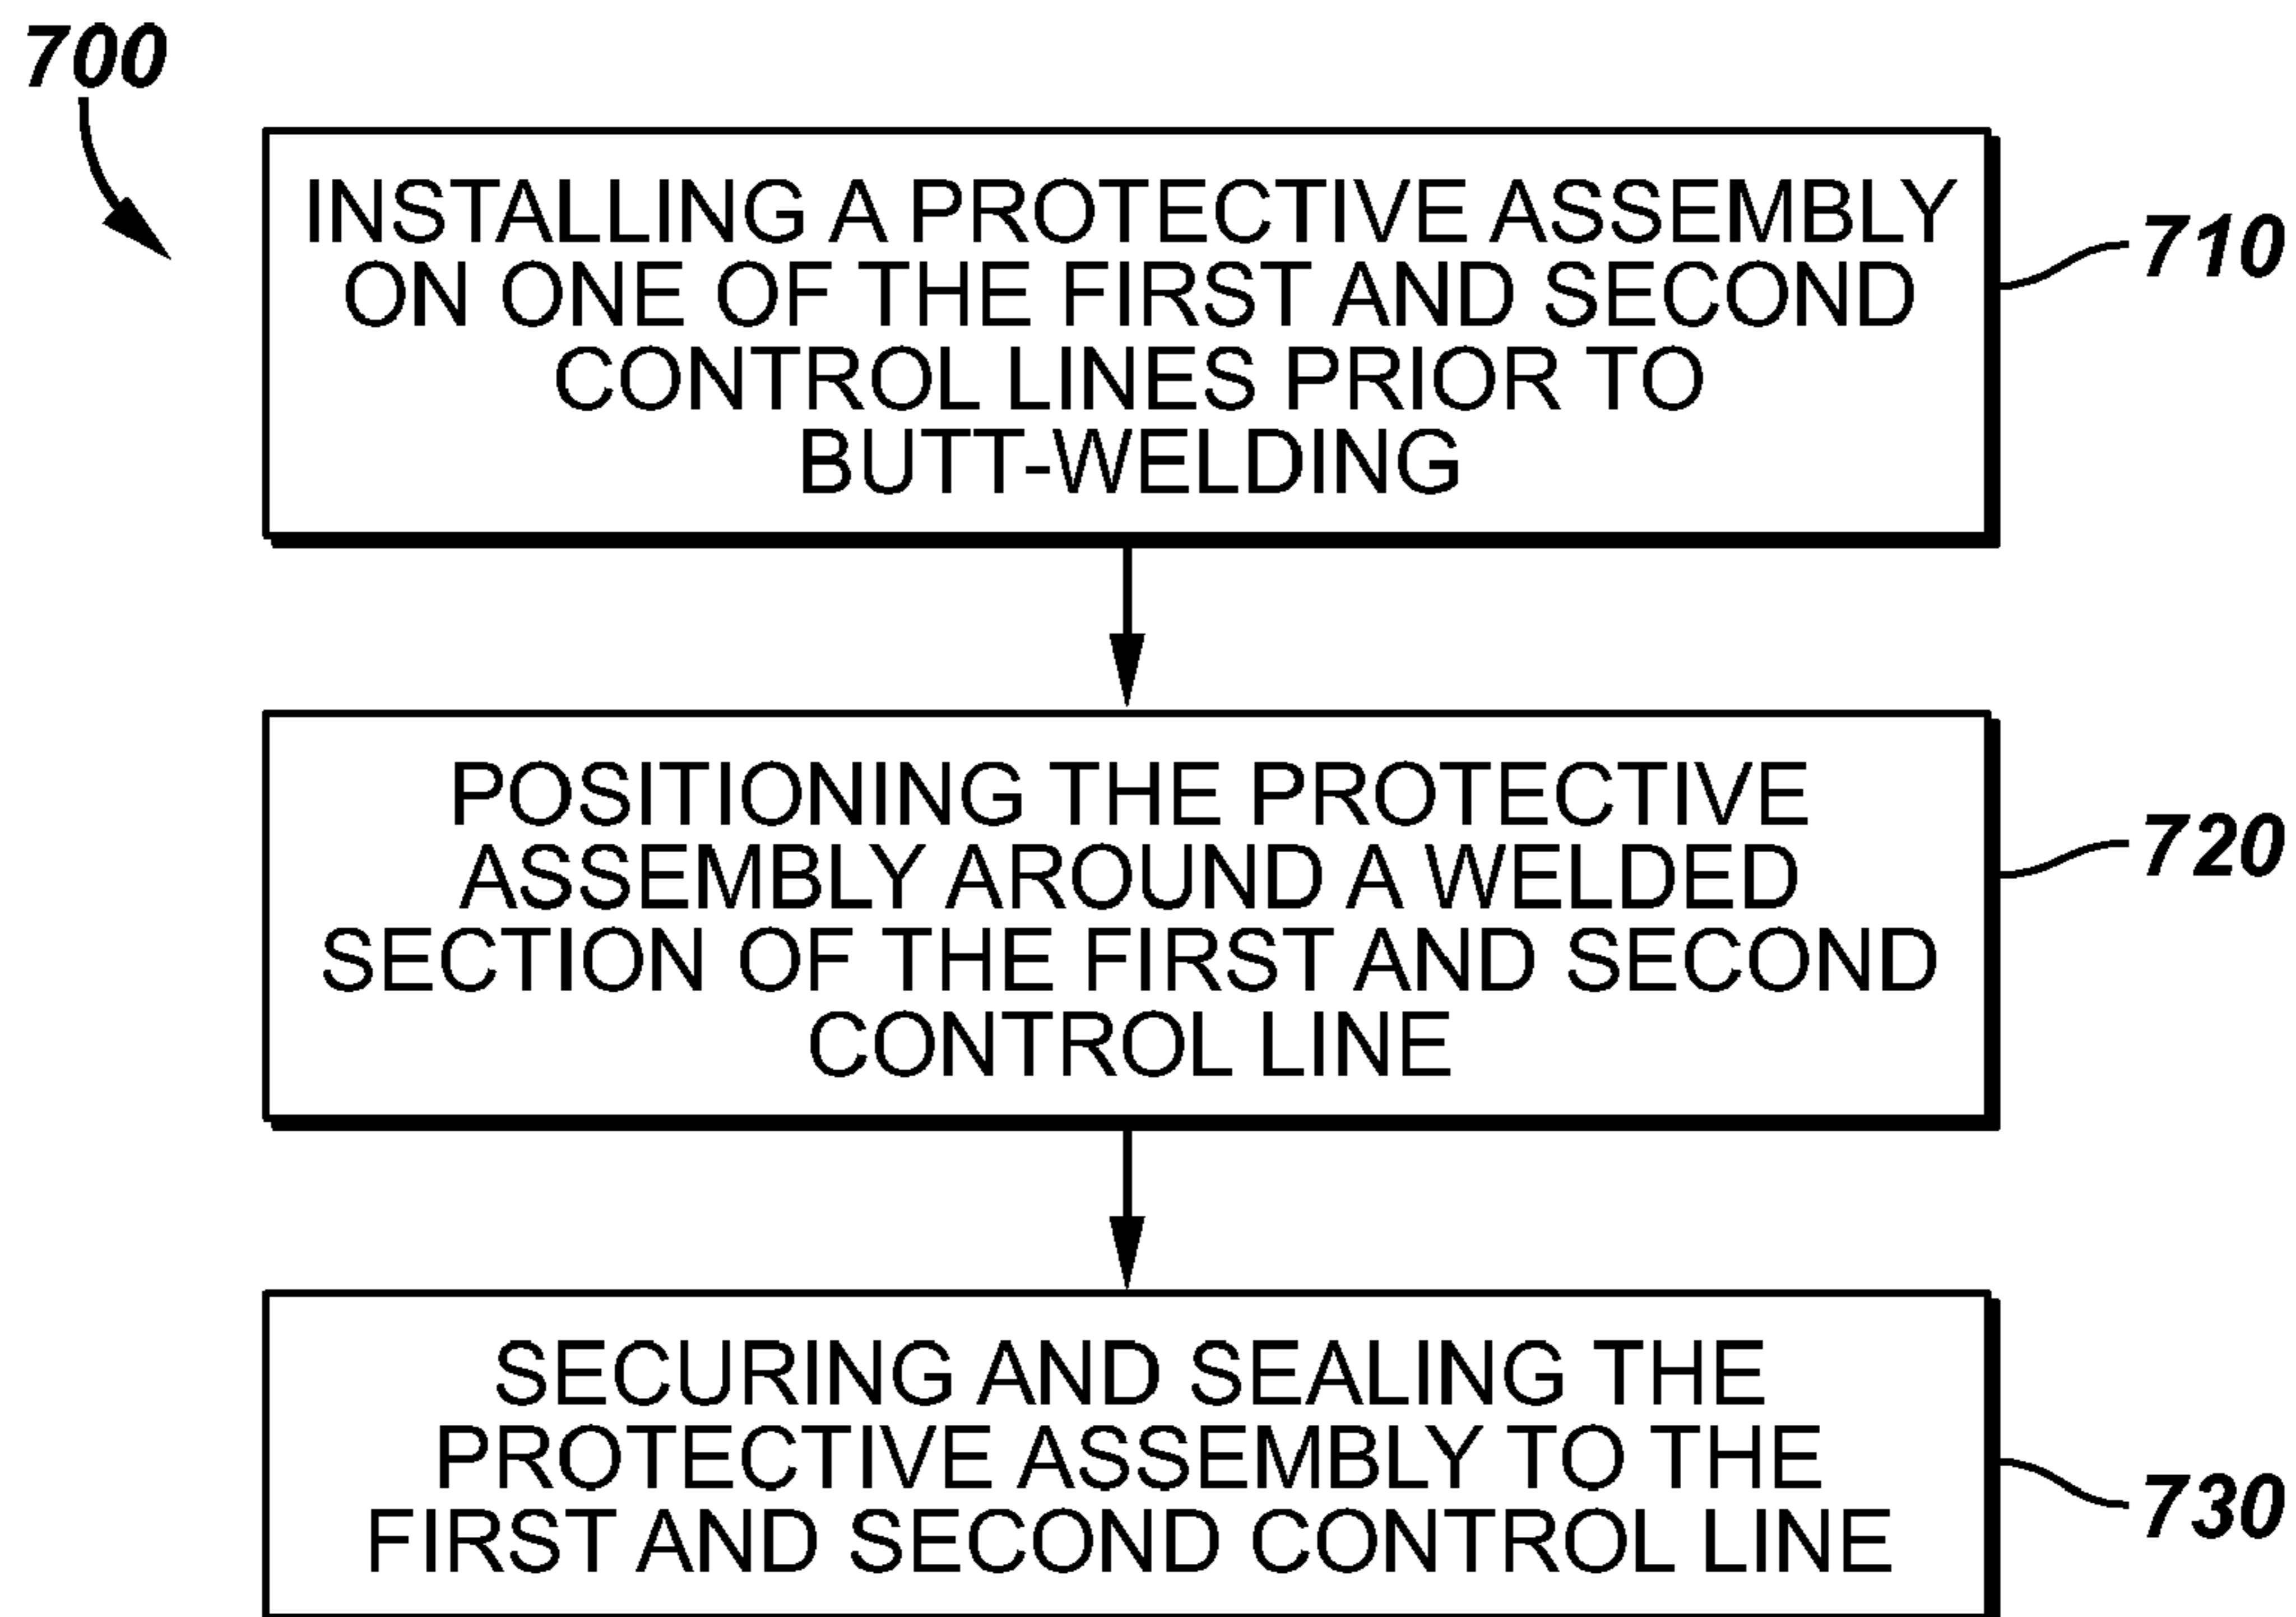 700
INSTALLING A PROTECTIVE ASSEMBLY
ON ONE OF THE FIRST AND SECOND
CONTROL LINES PRIOR TO
BUTT-WELDING
710
POSITIONING THE PROTECTIVE
ASSEMBLY AROUND A WELDED
SECTION OF THE FIRST AND SECOND
CONTROL LINE
720
SECURING AND SEALING THE
PROTECTIVE ASSEMBLY TO THE
FIRST AND SECOND CONTROL LINE
730